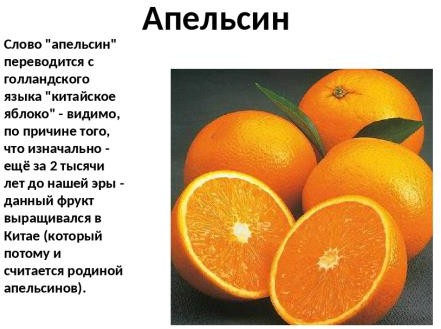 Апельсин
Слово "апельсин"
переводится с
голландского
языка "китайское
яблоко" - видимо,
по причине того,
что изначально -
ещё за 2 тысячи
лет до нашей эры -
данный фрукт
выращивался в
Китае (который
потому и
считается родиной
апельсинов).